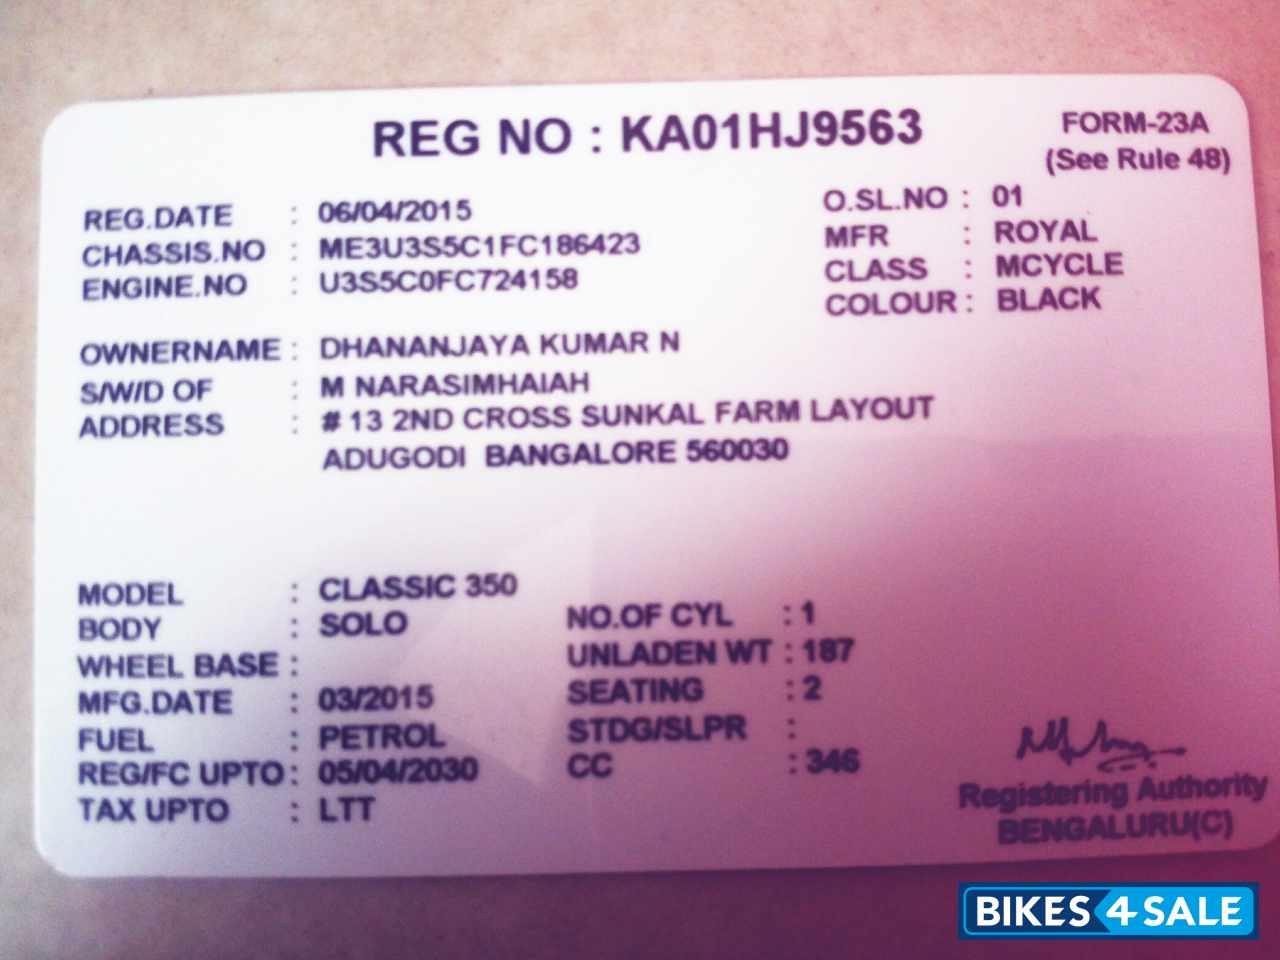 REG NO : KA01HJ9563
FORM-23A
(See Rule 48)
REG.DATE : 06/04/2015
CHASSIS.NO : ME3U3S5C1FC186423
ENGINE.NO : U3S5C0FC724158
O.SL.NO : 01
MFR : ROYAL
CLASS : MCYCLE
COLOUR : BLACK
OWNERNAME : DHANANJAYA KUMAR N
S/W/D OF : M NARASIMHAIAH
ADDRESS : # 13 2ND CROSS SUNKAL FARM LAYOUT
ADUGODI BANGALORE 560030
MODEL : CLASSIC 350
BODY : SOLO
WHEEL BASE :
MFG.DATE : 03/2015
FUEL : PETROL
REG/FC UPTO : 05/04/2030
TAX UPTO : LTT
NO.OF CYL : 1
UNLADEN WT : 187
SEATING : 2
STDG/SLPR :
CC : 346
Registering Authority
BENGALURU(C)
BIKES4SALE